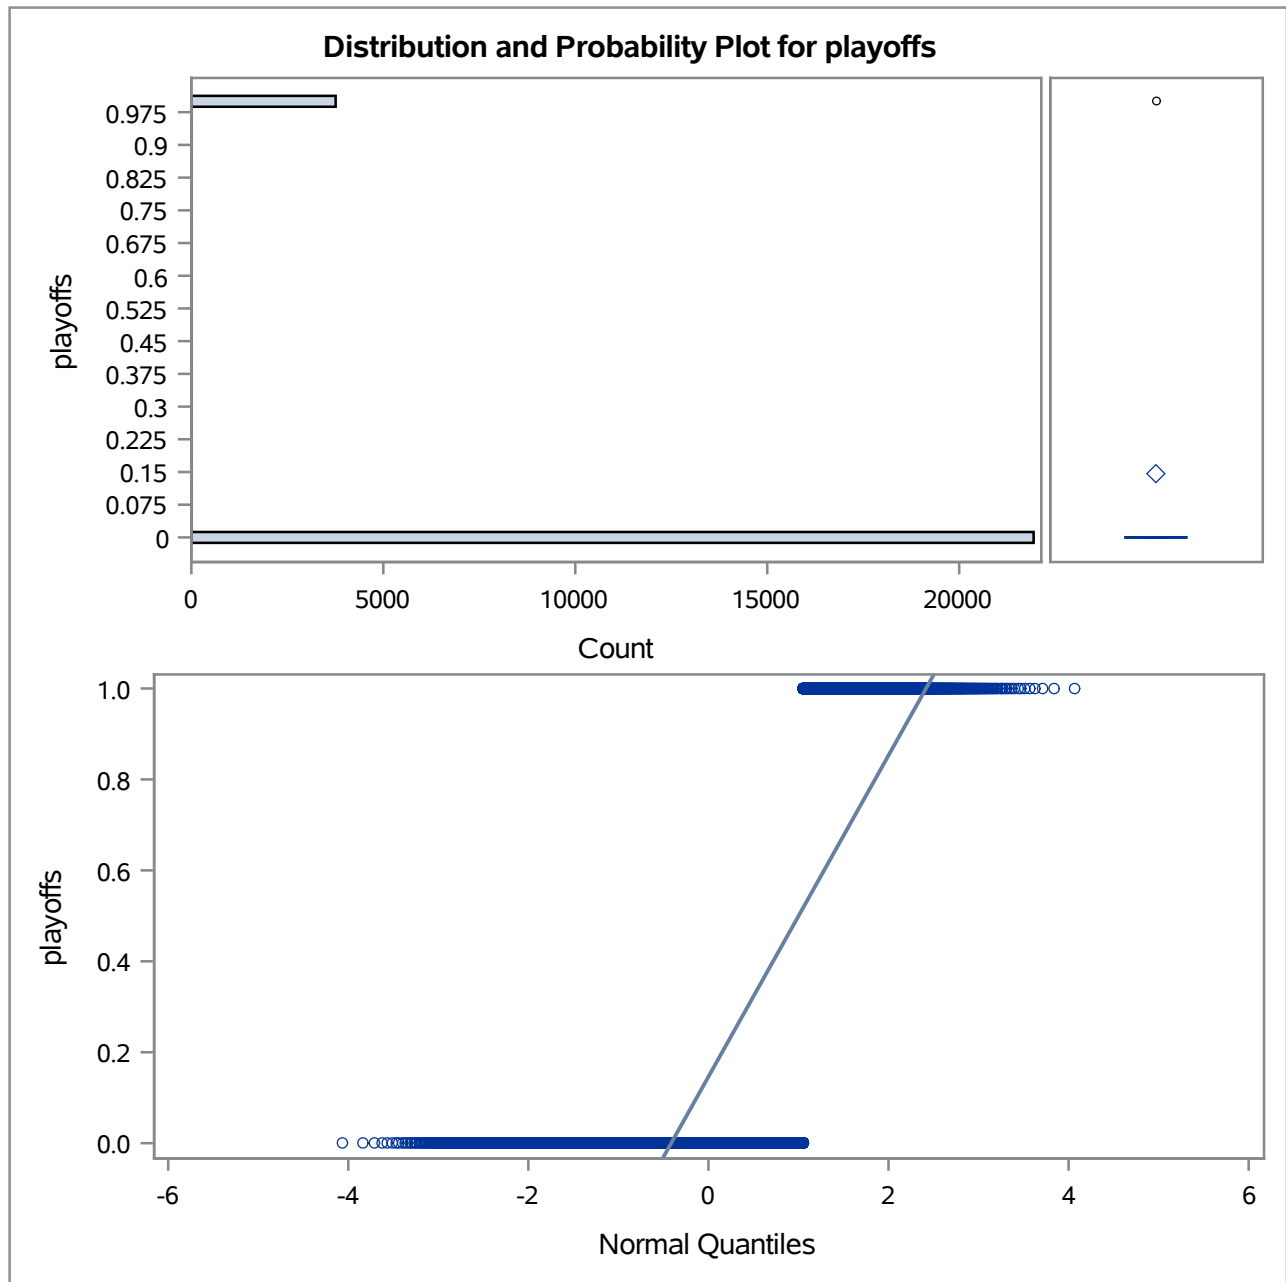 Distribution and Probability Plot for playoffs
0.975
0.9
0.825
0.75
0.675
0.6
0.525
0.45
0.375
0.3
0.225
0.15
0.075
0
playoffs
0 5000 10000 15000 20000
Count
1.0
0.8
0.6
0.4
0.2
0.0
playoffs
-6 -4 -2 0 2 4 6
Normal Quantiles